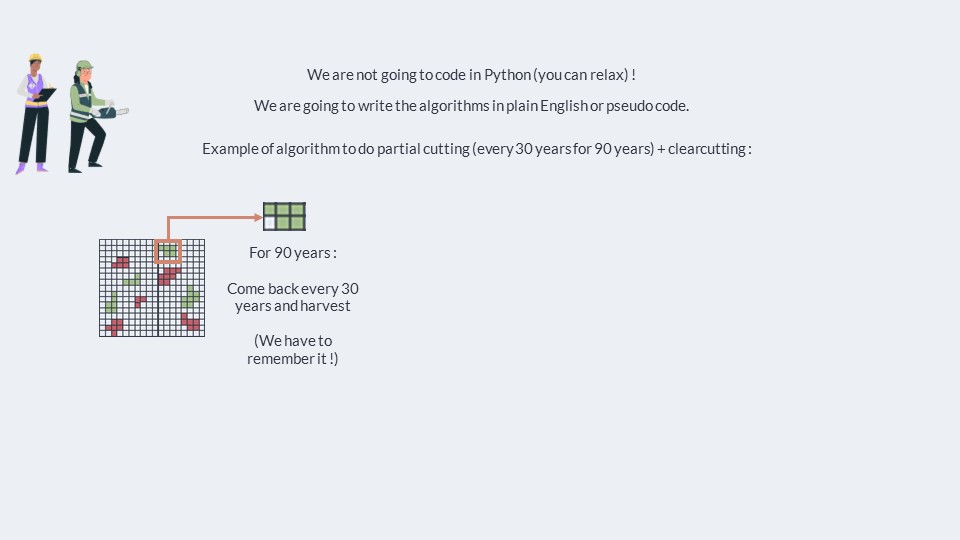 We are not going to code in Python (you can relax) !
We are going to write the algorithms in plain English or pseudo code.
Example of algorithm to do partial cutting (every 30 years for 90 years) + clearcutting :
For 90 years :
Come back every 30
years and harvest
(We have to
remember it !)